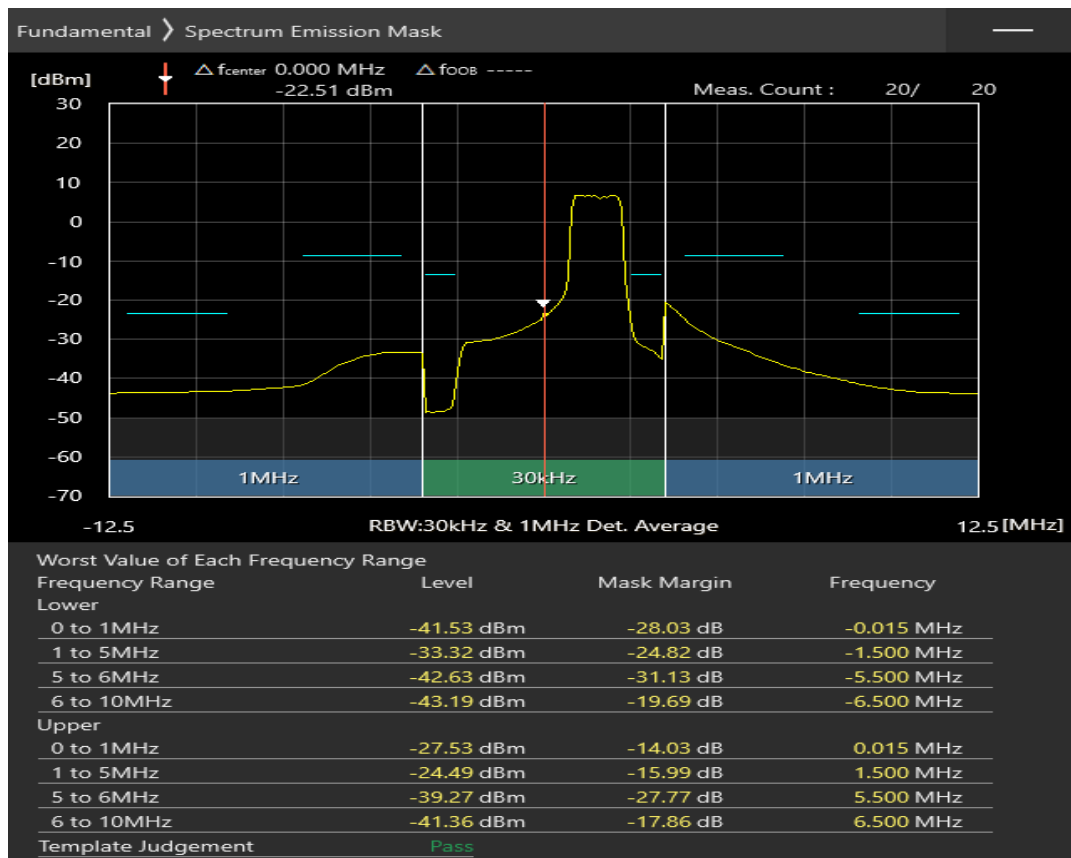 Fundamental ❯ Spectrum Emission Mask
[dBm] △ fcenter 0.000 MHz △ fOOB -----
-22.51 dBm Meas. Count : 20/ 20
30
20
10
0
-10
-20
-30
-40
-50
-60
1MHz 30kHz 1MHz
-70
-12.5 RBW:30kHz & 1MHz Det. Average 12.5 [MHz]
Worst Value of Each Frequency Range
Frequency Range Level Mask Margin Frequency
Lower
0 to 1MHz -41.53 dBm -28.03 dB -0.015 MHz
1 to 5MHz -33.32 dBm -24.82 dB -1.500 MHz
5 to 6MHz -42.63 dBm -31.13 dB -5.500 MHz
6 to 10MHz -43.19 dBm -19.69 dB -6.500 MHz
Upper
0 to 1MHz -27.53 dBm -14.03 dB 0.015 MHz
1 to 5MHz -24.49 dBm -15.99 dB 1.500 MHz
5 to 6MHz -39.27 dBm -27.77 dB 5.500 MHz
6 to 10MHz -41.36 dBm -17.86 dB 6.500 MHz
Template Judgement Pass